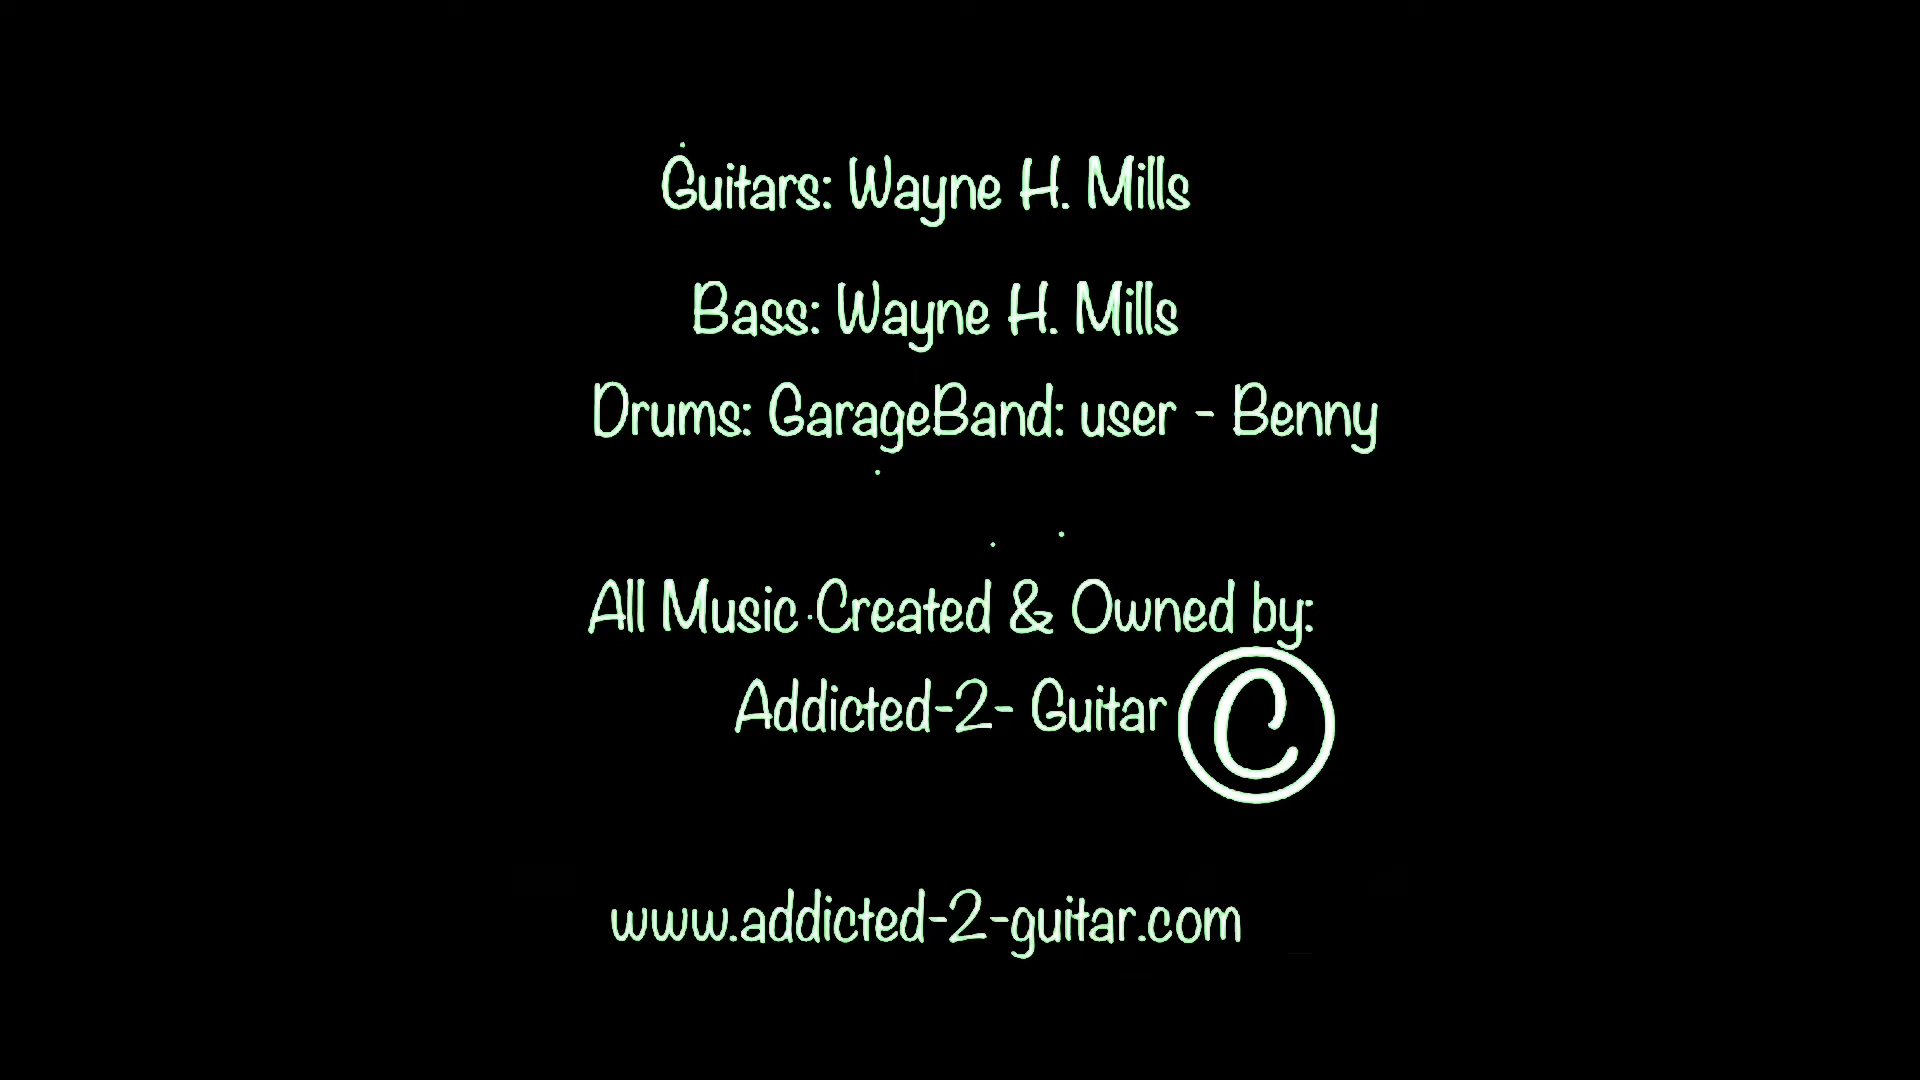 Guitars: Wayne H. Mills
Bass: Wayne H. Mills
Drums: GarageBand: user - Benny
All Music Created & Owned by:
Addicted-2- Guitar ©
www.addicted-2-guitar.com